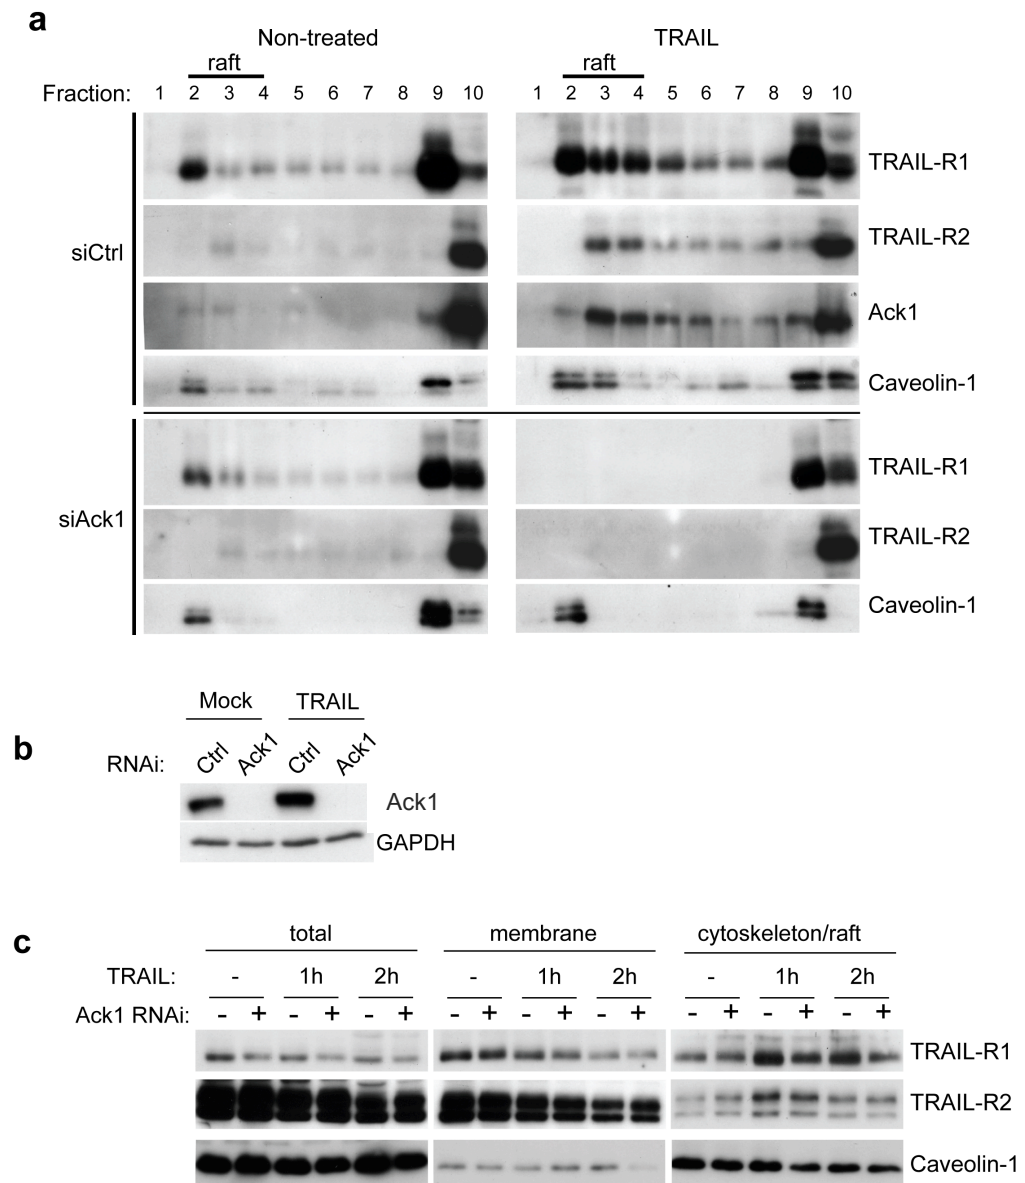 a
Non-treated TRAIL
raft raft
Fraction: 1 2 3 4 5 6 7 8 9 10 1 2 3 4 5 6 7 8 9 10
TRAIL-R1
siCtrl TRAIL-R2
Ack1
Caveolin-1
TRAIL-R1
siAck1 TRAIL-R2
Caveolin-1
b
Mock TRAIL
RNAi: Ctrl Ack1 Ctrl Ack1
Ack1
GAPDH
c
total membrane cytoskeleton/raft
TRAIL: - 1h 2h - 1h 2h - 1h 2h
Ack1 RNAi: - + - + - + - + - + - + - + - + - +
TRAIL-R1
TRAIL-R2
Caveolin-1